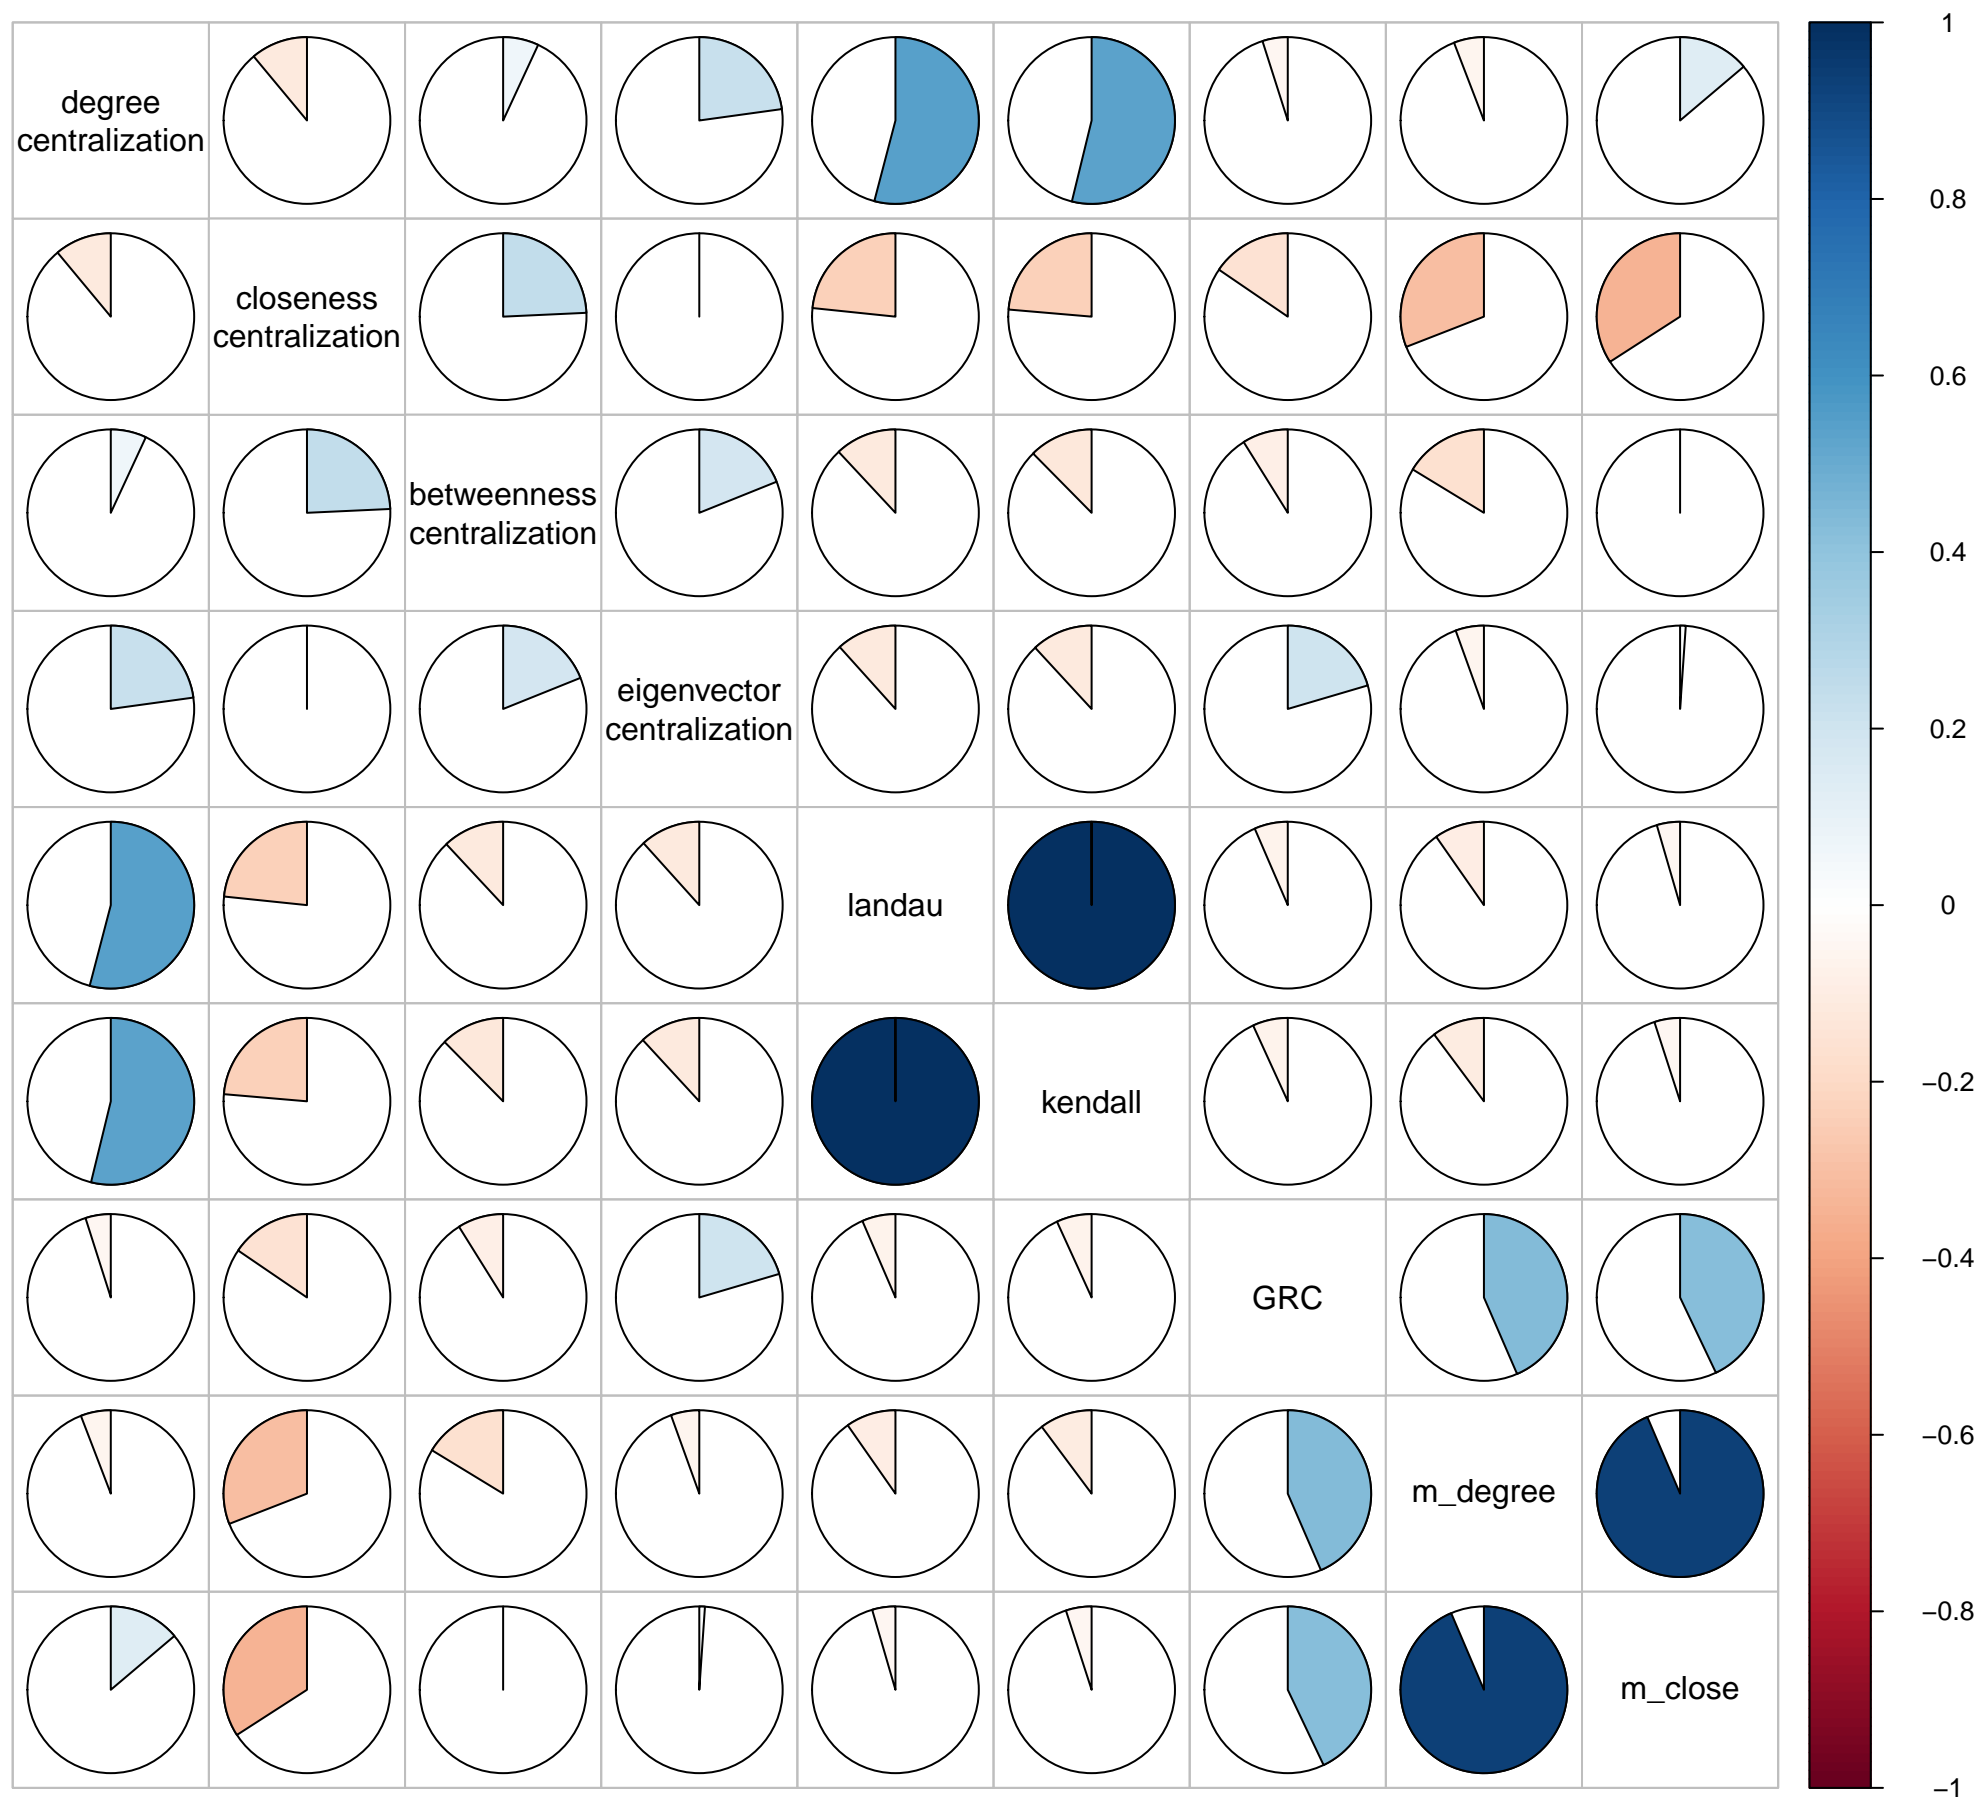 degree
centralization
closeness
centralization
betweenness
centralization
eigenvector
centralization
landau
kendall
GRC
m_degree
m_close
1
0.8
0.6
0.4
0.2
0
−0.2
−0.4
−0.6
−0.8
−1